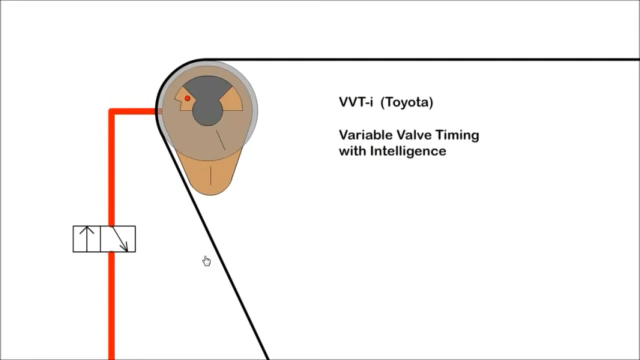 VVT-i (Toyota)
Variable Valve Timing
with Intelligence